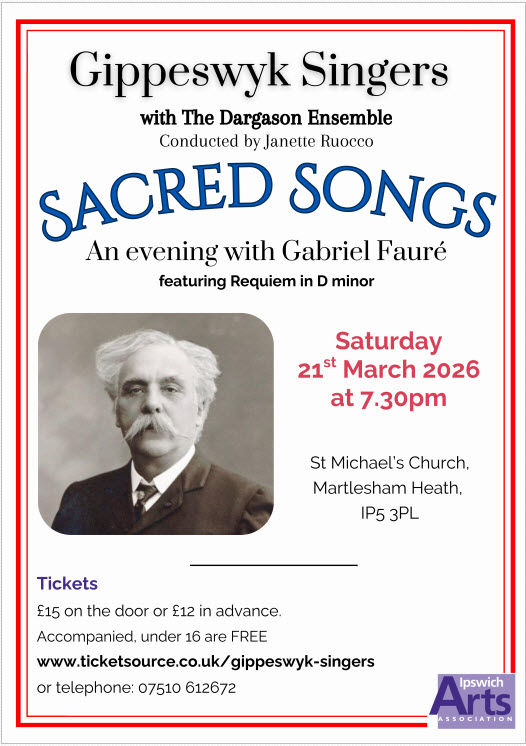 Gippeswyk Singers
with The Dargason Ensemble
Conducted by Janette Ruocco
SACRED SONGS
An evening with Gabriel Fauré
featuring Requiem in D minor
Saturday
21st March 2026
at 7.30pm
St Michael's Church,
Martlesham Heath,
IP5 3PL
Tickets
£15 on the door or £12 in advance.
Accompanied, under 16 are FREE
www.ticketsource.co.uk/gippeswyk-singers
or telephone: 07510 612672
Ipswich
Arts
ASSOCIATION